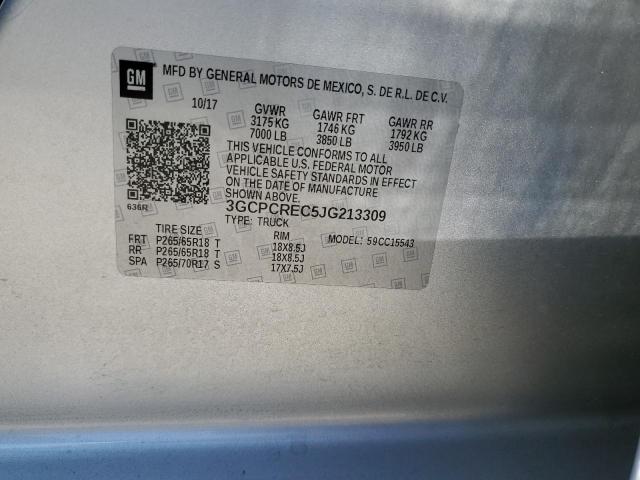 GM MFD BY GENERAL MOTORS DE MEXICO, S. DE R.L. DE C.V.
10/17 GVWR GAWR FRT GAWR RR
3175 KG 1746 KG 1792 KG
7000 LB 3850 LB 3950 LB
THIS VEHICLE CONFORMS TO ALL
APPLICABLE U.S. FEDERAL MOTOR
VEHICLE SAFETY STANDARDS IN EFFECT
ON THE DATE OF MANUFACTURE
SHOWN ABOVE.
636R 3GCPCREC5JG213309
TYPE: TRUCK
TIRE SIZE RIM MODEL: 59CC15543
FRT P265/65R18 T 18X8.5J
RR P265/65R18 T 18X8.5J
SPA P265/70R17 S 17X7.5J